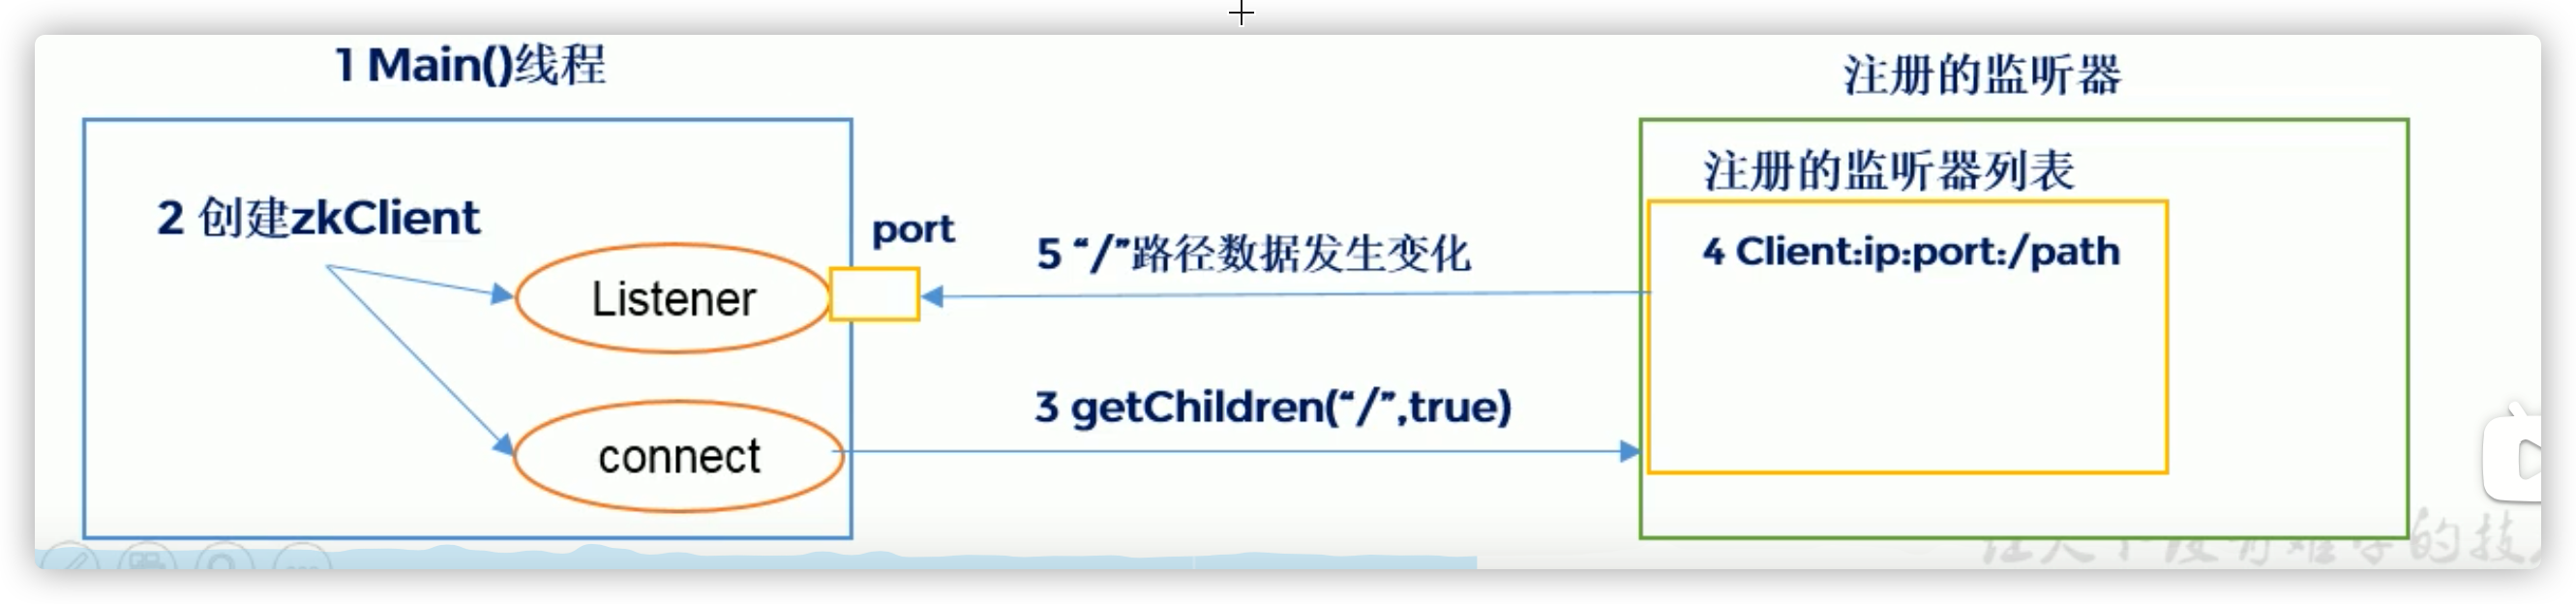 1 Main()线程
注册的监听器
注册的监听器列表
2 创建zkClient
port
5 “/”路径数据发生变化
4 Client:ip:port:/path
Listener
3 getChildren(“/”,true)
connect
的技